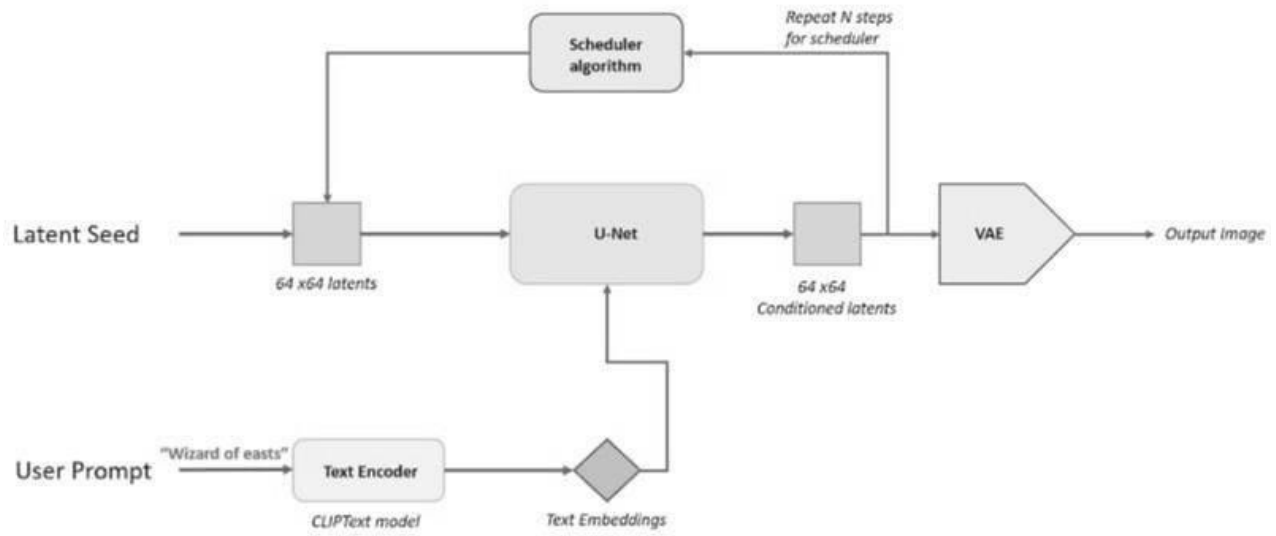 Repeat N steps
for scheduler
Scheduler
algorithm
Latent Seed
64 x64 latents
U-Net
64 x64
Conditioned latents
VAE
Output Image
User Prompt
"Wizard of easts"
Text Encoder
CLIPText model
Text Embeddings